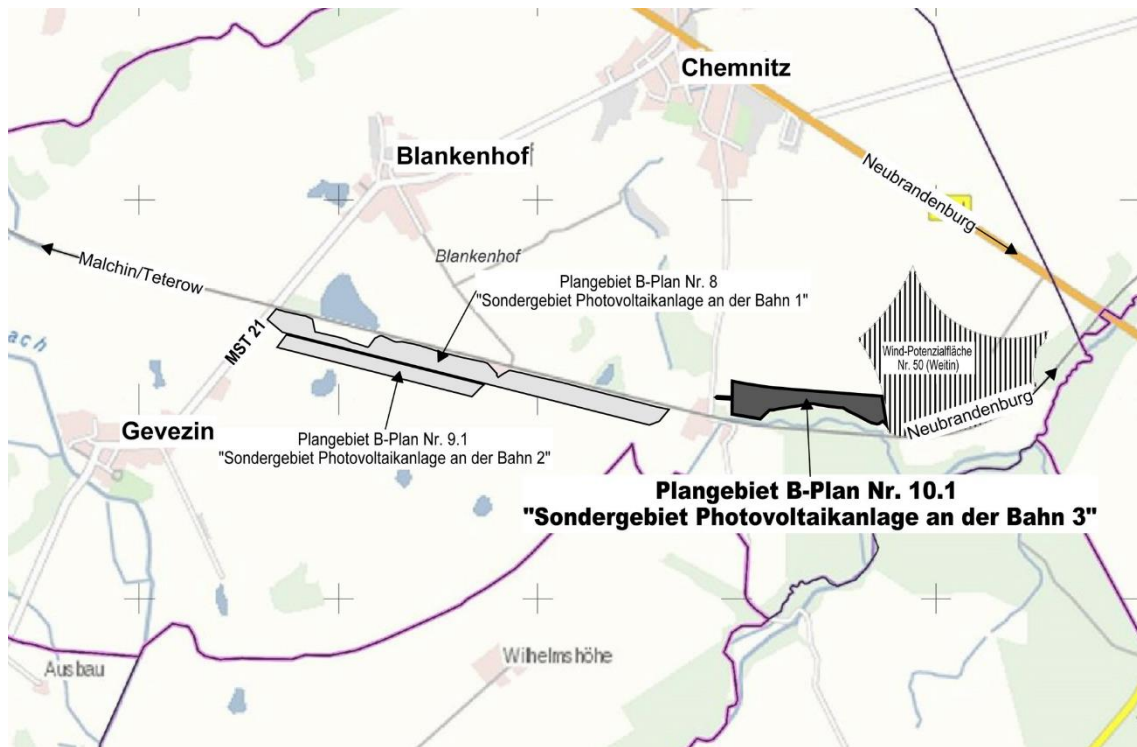 Chemnitz
Blankenhof
Neubrandenburg
Blankenhof
Malchin/Teterow
Plangebiet B-Plan Nr. 8
"Sondergebiet Photovoltaikanlage an der Bahn 1"
MST 21
Wind-Potenzialfläche
Nr. 50 (Weitin)
Neubrandenburg
Gevezin
Plangebiet B-Plan Nr. 9.1
"Sondergebiet Photovoltaikanlage an der Bahn 2"
Plangebiet B-Plan Nr. 10.1
"Sondergebiet Photovoltaikanlage an der Bahn 3"
Wilhelmshöhe
Ausbau